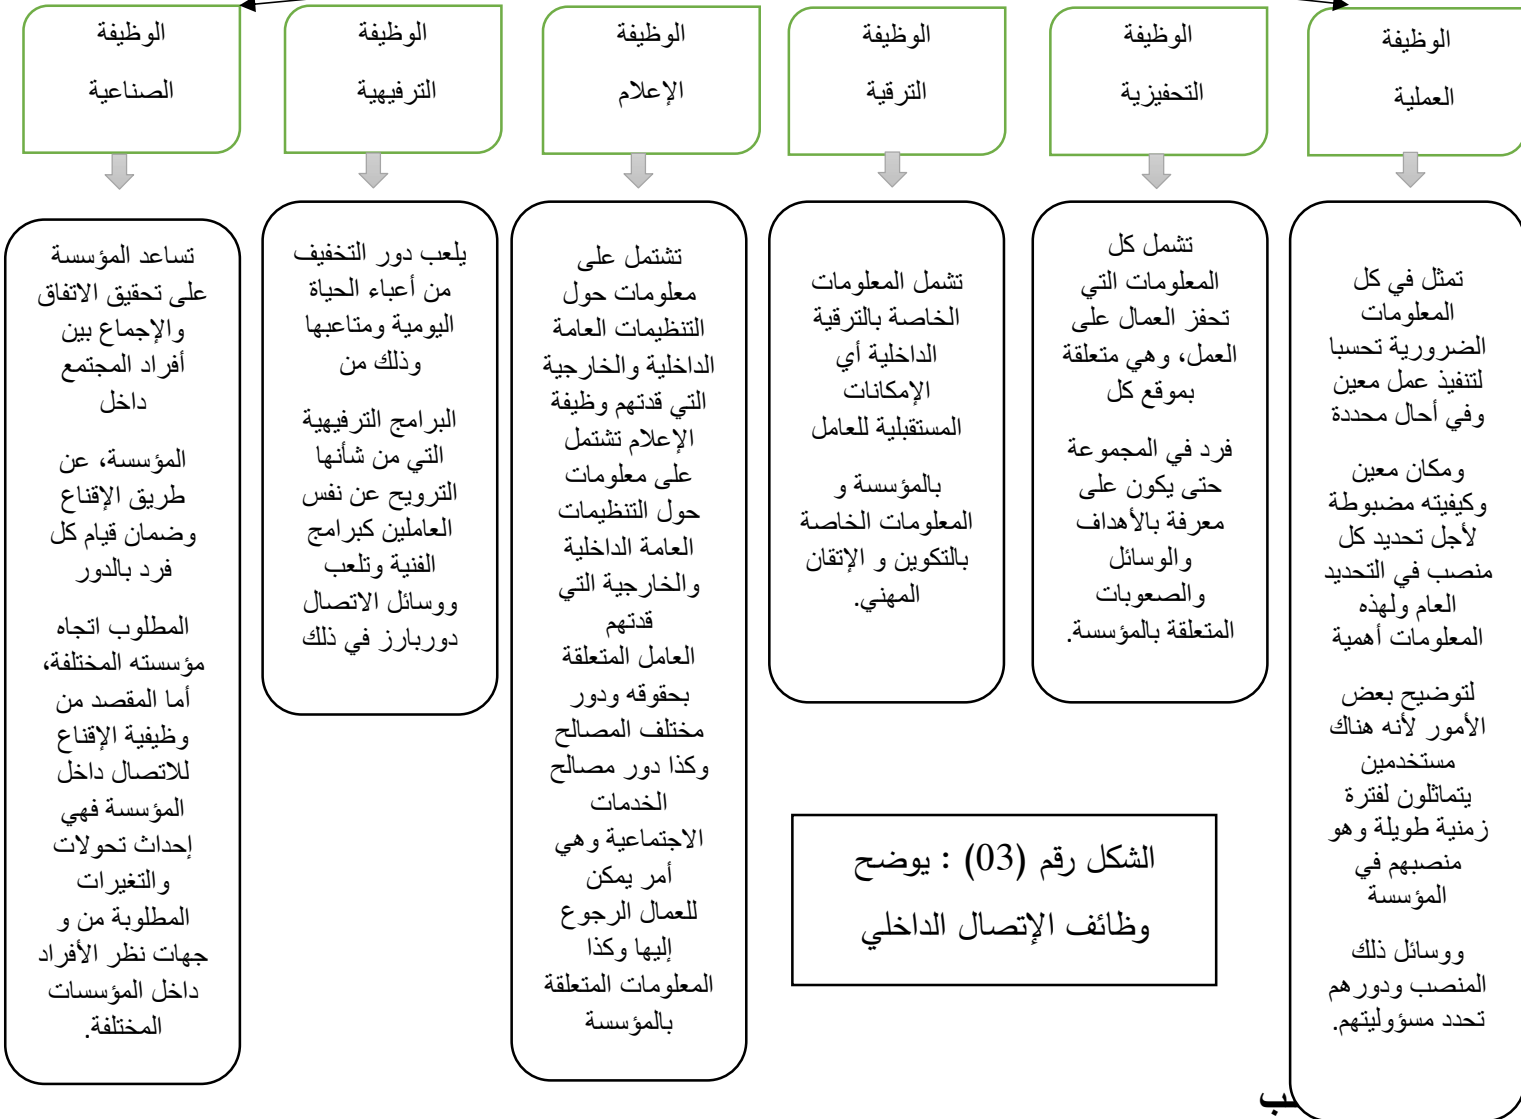 الوظيفة
العملية
الوظيفة
التحفيزية
الوظيفة
الترقية
الوظيفة
الإعلام
الوظيفة
الترفيهية
الوظيفة
الصناعية
تمثل في كل
المعلومات
الضرورية تحسبا
لتنفيذ عمل معين
وفي أحال محددة
ومكان معين
وكيفيته مضبوطة
لأجل تحديد كل
منصب في التحديد
العام ولهذه
المعلومات أهمية
لتوضيح بعض
الأمور لأنه هناك
مستخدمين
يتماثلون لفترة
زمنية طويلة وهو
منصبهم في
المؤسسة
ووسائل ذلك
المنصب ودورهم
تحدد مسؤوليتهم.
تشمل كل
المعلومات التي
تحفز العمال على
العمل، وهي متعلقة
بموقع كل
فرد في المجموعة
حتى يكون على
معرفة بالأهداف
والوسائل
والصعوبات
المتعلقة بالمؤسسة.
تشمل المعلومات
الخاصة بالترقية
الداخلية أي
الإمكانات
المستقبلية للعامل
بالمؤسسة و
المعلومات الخاصة
بالتكوين و الإتقان
المهني.
تشتمل على
معلومات حول
التنظيمات العامة
الداخلية والخارجية
التي قدتهم وظيفة
الإعلام تشتمل
على معلومات
حول التنظيمات
العامة الداخلية
والخارجية التي
قدتهم
العامل المتعلقة
بحقوقه ودور
مختلف المصالح
وكذا دور مصالح
الخدمات
الاجتماعية وهي
أمر يمكن
للعمال الرجوع
إليها وكذا
المعلومات المتعلقة
بالمؤسسة
يلعب دور التخفيف
من أعباء الحياة
اليومية ومتاعبها
وذلك من
البرامج الترفيهية
التي من شأنها
الترويح عن نفس
العاملين كبرامج
الفنية وتلعب
ووسائل الاتصال
دوربارز في ذلك
تساعد المؤسسة
على تحقيق الاتفاق
والإجماع بين
أفراد المجتمع
داخل
المؤسسة، عن
طريق الإقناع
وضمان قيام كل
فرد بالدور
المطلوب اتجاه
مؤسسته المختلفة،
أما المقصد من
وظيفية الإقناع
للاتصال داخل
المؤسسة فهي
إحداث تحولات
والتغيرات
المطلوبة من و
جهات نظر الأفراد
داخل المؤسسات
المختلفة.
الشكل رقم (03) : يوضح
وظائف الإتصال الداخلي